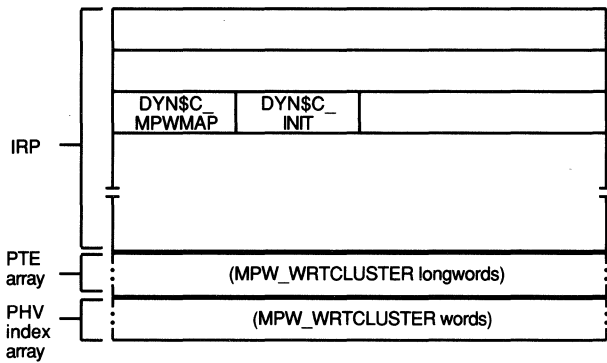 DYN$C_ DYN$C_
MPWMAP INIT
IRP
PTE
array
(MPW_WRTCLUSTER longwords)
PHV
index
array
(MPW_WRTCLUSTER words)